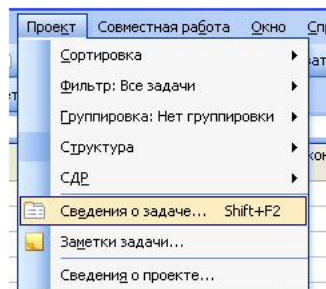 Проект Совместная работа Окно
Сортировка
Фильтр: Все задачи
Группировка: Нет группировки
Структура
СДР
Сведения о задаче... Shift+F2
Заметки задачи...
Сведения о проекте...